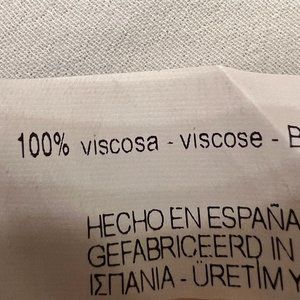 100% viscosa - viscose - B
HECHO EN ESPAÑA
GEFABRICEERD IN
ΙΣΠΑΝΙΑ - ÜRETİM Y